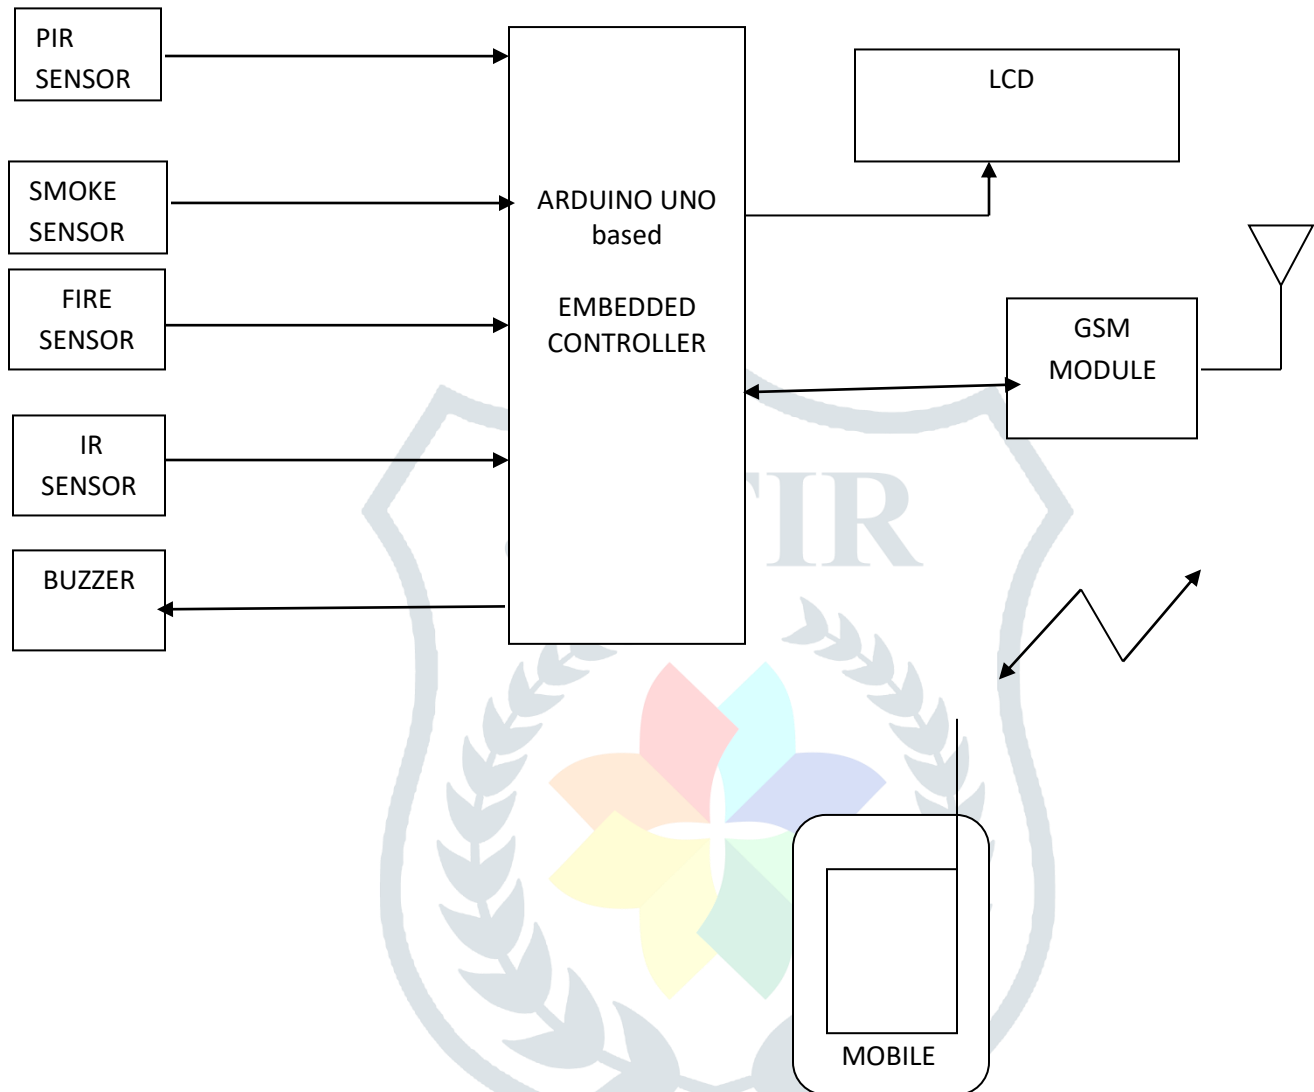 PIR
SENSOR
LCD
SMOKE
SENSOR
ARDUINO UNO
based
EMBEDDED
CONTROLLER
FIRE
SENSOR
GSM
MODULE
IR
SENSOR
BUZZER
MOBILE